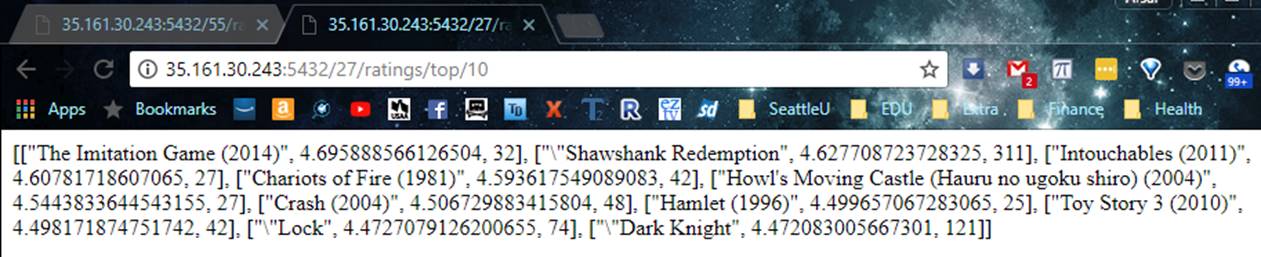 35.161.30.243:5432/55/ra
35.161.30.243:5432/27/ra
35.161.30.243:5432/27/ratings/top/10
2
99+
Apps Bookmarks SeattleU EDU Extra Finance Health
[["The Imitation Game (2014)", 4.695888566126504, 32], ["\"Shawshank Redemption", 4.627708723728325, 311], ["Intouchables (2011)",
4.60781718607065, 27], ["Chariots of Fire (1981)", 4.593617549089083, 42], ["Howl's Moving Castle (Hauru no ugoku shiro) (2004)",
4.5443833644543155, 27], ["Crash (2004)", 4.506729883415804, 48], ["Hamlet (1996)", 4.499657067283065, 25], ["Toy Story 3 (2010)",
4.498171874751742, 42], ["\"Lock", 4.4727079126200655, 74], ["\"Dark Knight", 4.472083005667301, 121]]